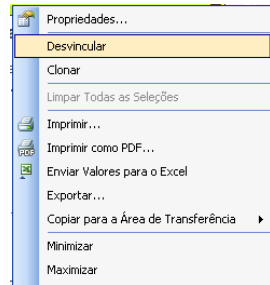 Propriedades...
Desvincular
Clonar
Limpar Todas as Seleções
Imprimir...
Imprimir como PDF...
Enviar Valores para o Excel
Exportar...
Copiar para a Área de Transferência
Minimizar
Maximizar